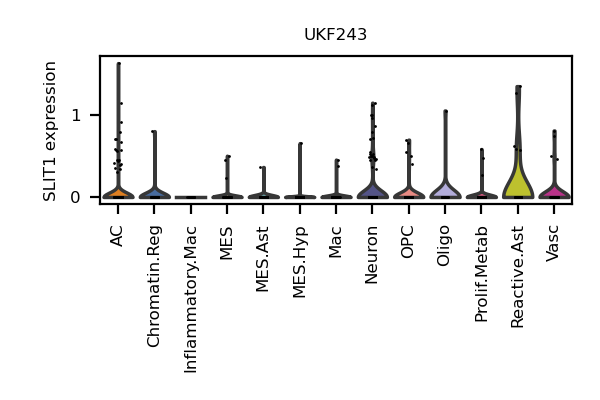 UKF243
SLIT1 expression
1
0
AC
Chromatin.Reg
Inflammatory.Mac
MES
MES.Ast
MES.Hyp
Mac
Neuron
OPC
Oligo
Prolif.Metab
Reactive.Ast
Vasc